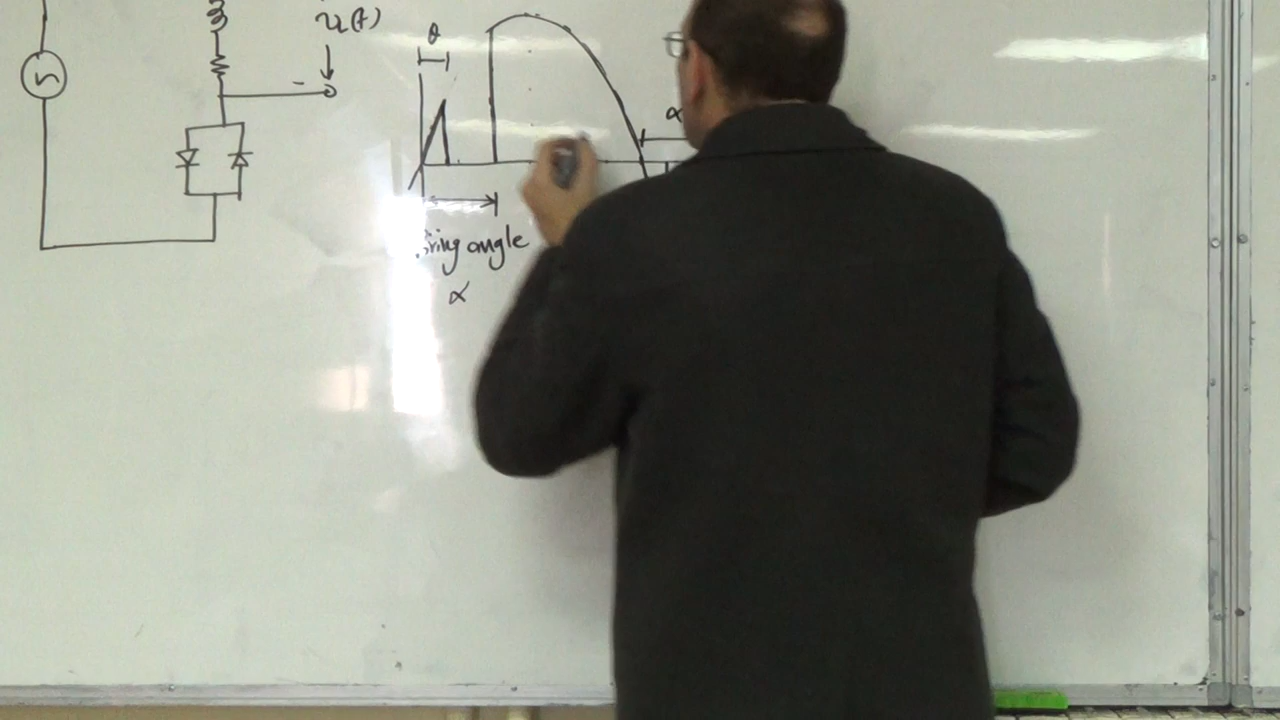 v(t)
θ
-
α
firing angle
α